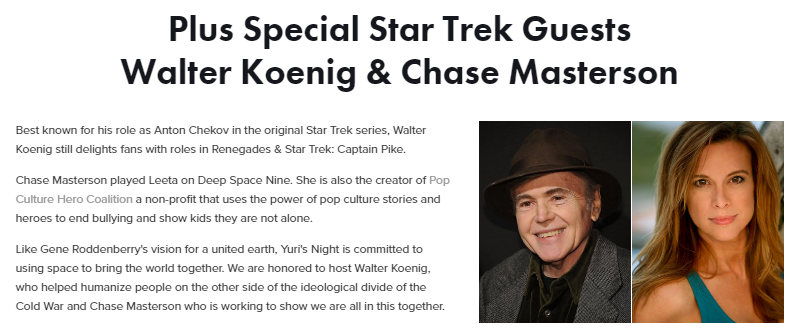 Plus Special Star Trek Guests
Walter Koenig & Chase Masterson
Best known for his role as Anton Chekov in the original Star Trek series, Walter
Koenig still delights fans with roles in Renegades & Star Trek: Captain Pike.
Chase Masterson played Leeta on Deep Space Nine. She is also the creator of Pop
Culture Hero Coalition a non-profit that uses the power of pop culture stories and
heroes to end bullying and show kids they are not alone.
Like Gene Roddenberry's vision for a united earth, Yuri's Night is committed to
using space to bring the world together. We are honored to host Walter Koenig,
who helped humanize people on the other side of the ideological divide of the
Cold War and Chase Masterson who is working to show we are all in this together.